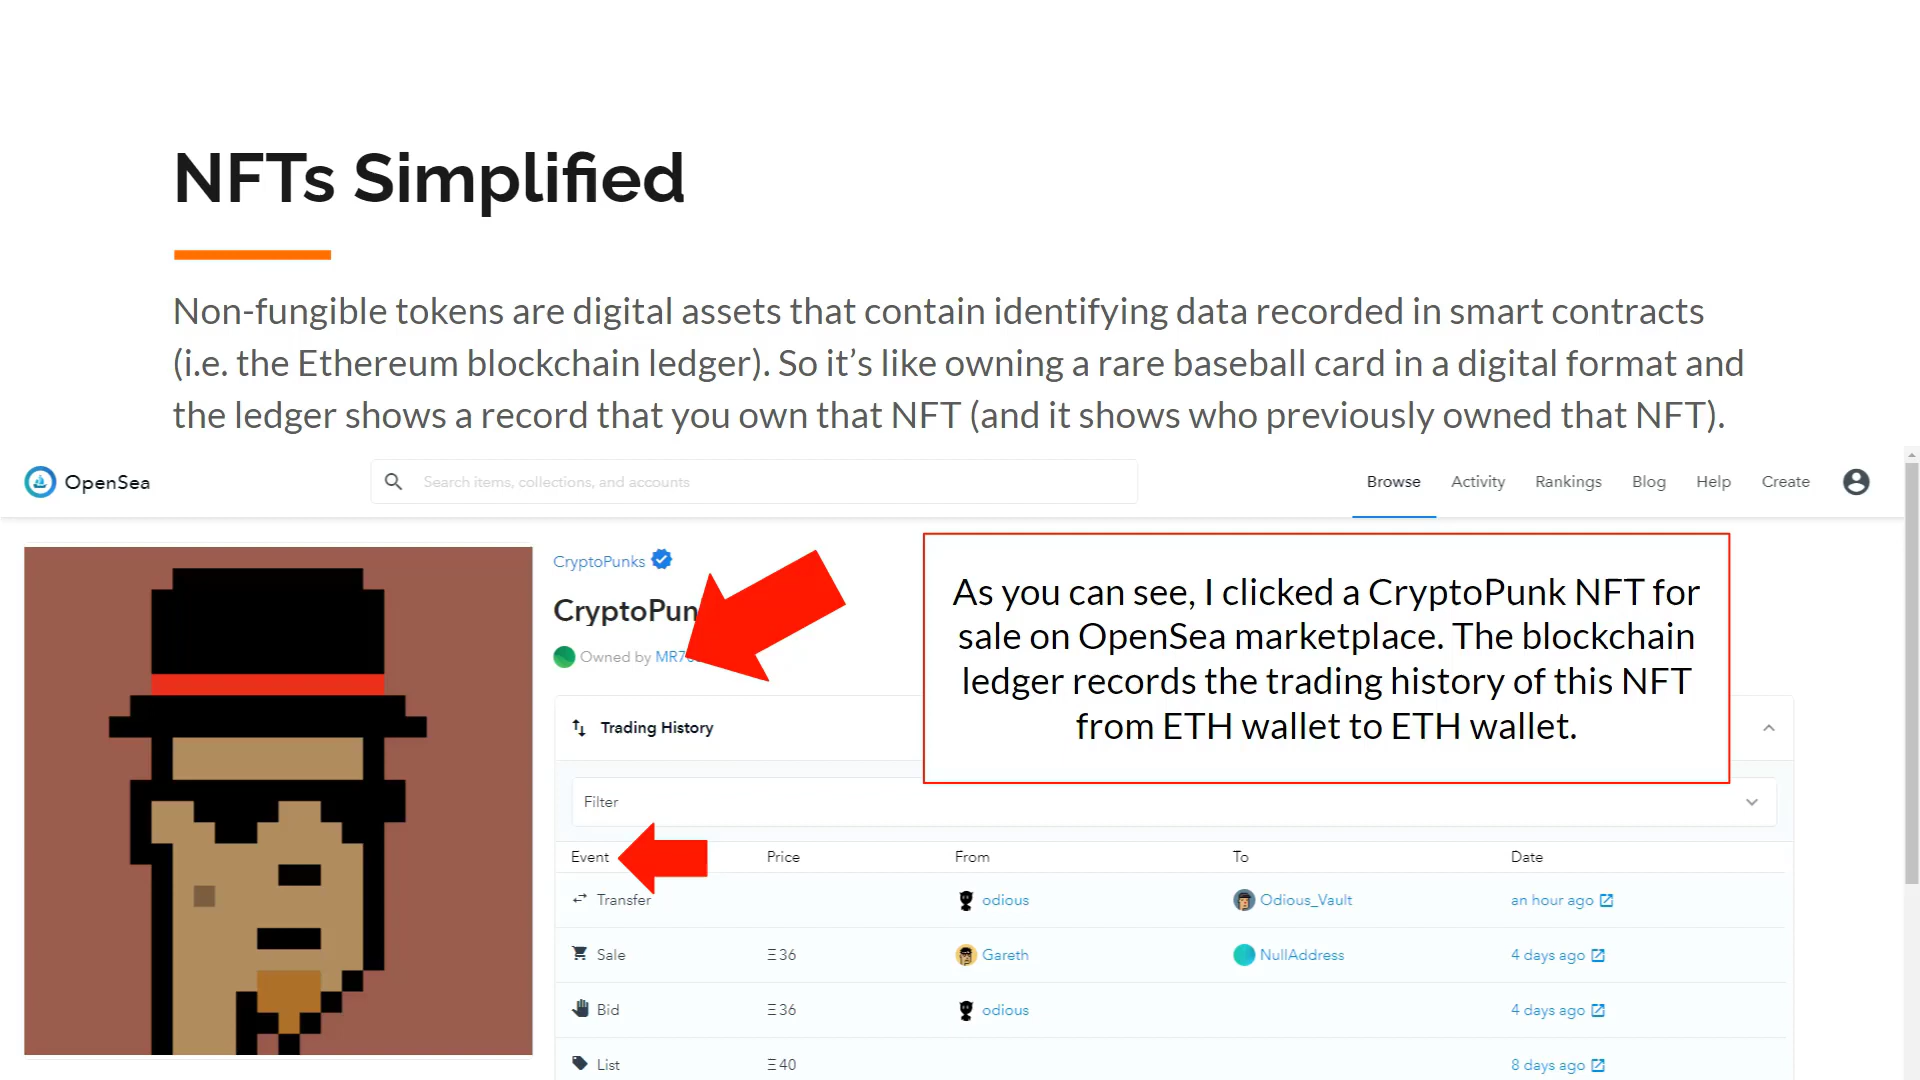 NFTs Simplified
Non-fungible tokens are digital assets that contain identifying data recorded in smart contracts
(i.e. the Ethereum blockchain ledger). So it’s like owning a rare baseball card in a digital format and
the ledger shows a record that you own that NFT (and it shows who previously owned that NFT).
OpenSea
Search items, collections, and accounts
Browse Activity Rankings Blog Help Create
CryptoPunks
Owned by
As you can see, I clicked a CryptoPunk NFT for
sale on OpenSea marketplace. The blockchain
ledger records the trading history of this NFT
from ETH wallet to ETH wallet.
Trading History
Filter
Event Price From To Date
Transfer odious Odious_Vault an hour ago
Sale Ξ36 Gareth NullAddress 4 days ago
Bid Ξ36 odious 4 days ago
List Ξ40 8 days ago